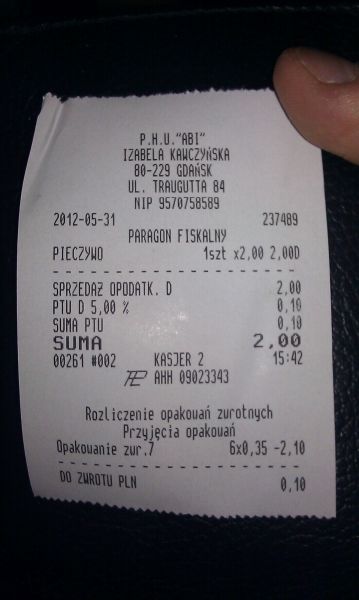 P.H.U."ABI"
IZABELA KAWCZYŃSKA
80-229 GDAŃSK
UL. TRAUGUTTA 84
NIP 9570758589
2012-05-31 237489
PARAGON FISKALNY
PIECZYWO 1szt x2,00 2,00D
SPRZEDAŻ OPODATK. D 2,00
PTU D 5,00 % 0,10
SUMA PTU 0,10
SUMA 2,00
00261 #002 KASJER 2 15:42
AHH 09023343
Rozliczenie opakowań zwrotnych
Przyjęcia opakowań
Opakowanie zwr.7 6x0,35 -2,10
DO ZWROTU PLN 0,10